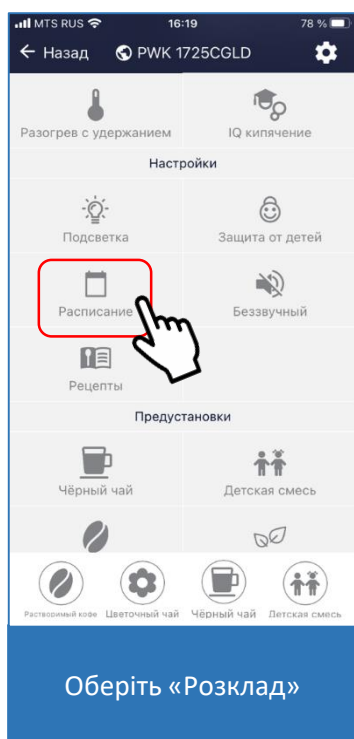 MTS RUS 16:19 78 %
Назад PWK 1725CGLD
Разогрев с удержанием IQ кипячение
Настройки
Подсветка Защита от детей
Расписание Беззвучный
Рецепты
Предустановки
Чёрный чай Детская смесь
Растворимый кофе Цветочный чай Чёрный чай Детская смесь
Оберіть «Розклад»